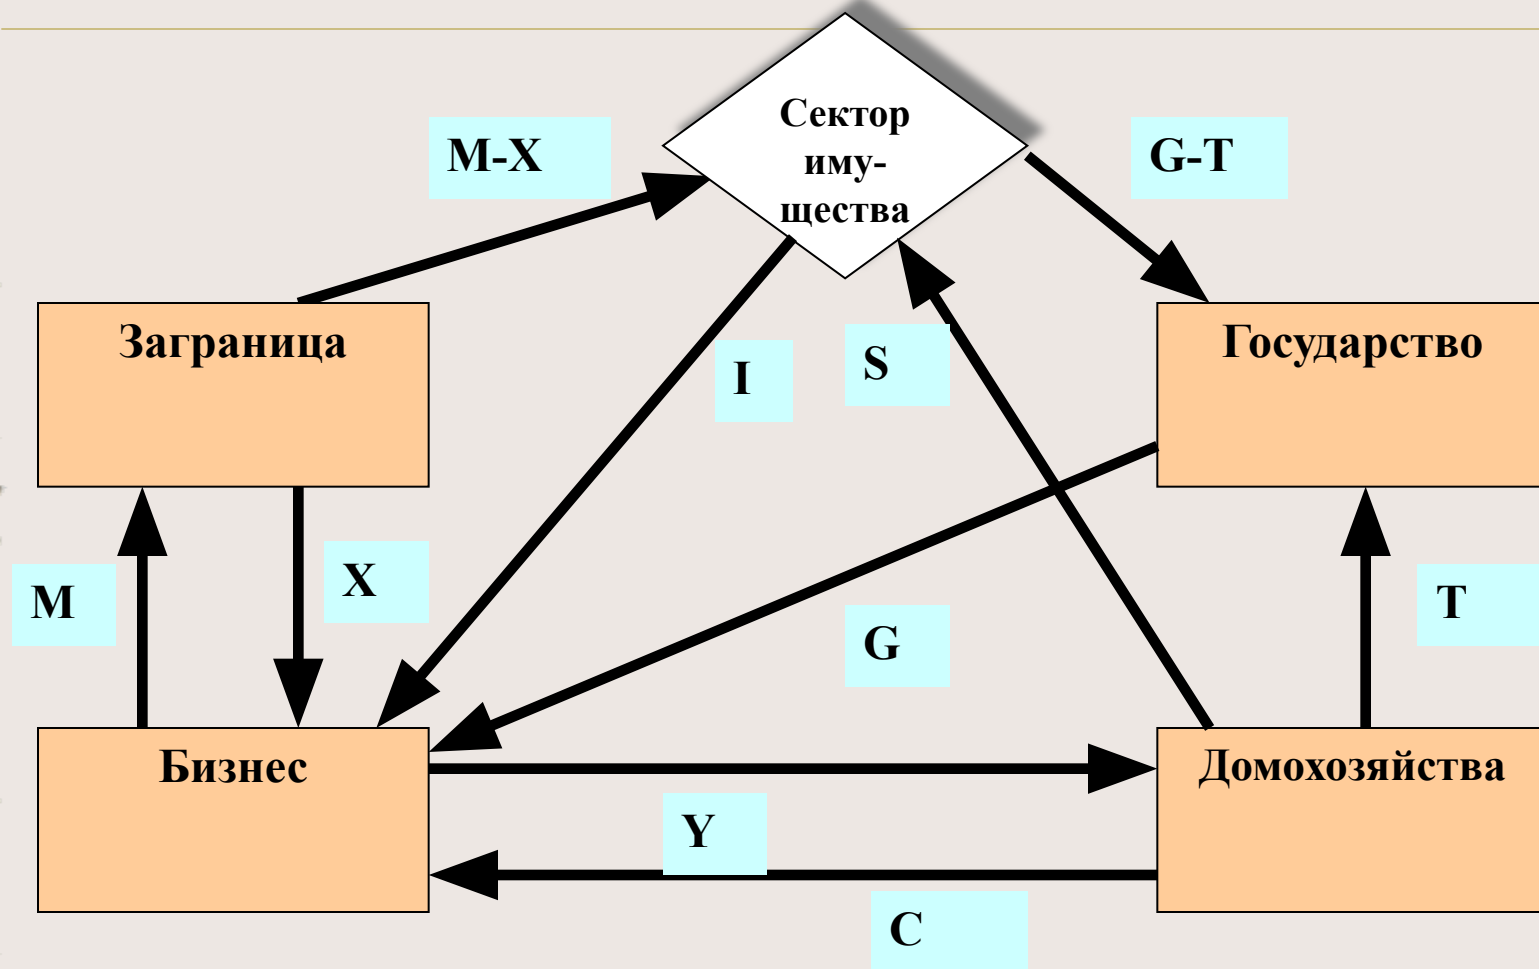 Сектор
иму-
щества
M-X
G-T
Заграница
Государство
I
S
M
X
G
T
Бизнес
Домохозяйства
Y
C